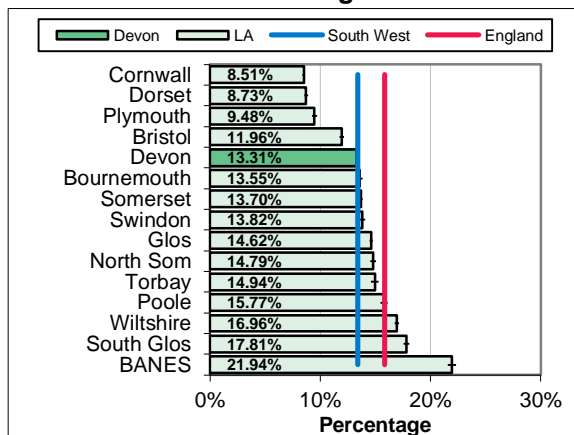 Devon LA South West England
Cornwall 8.51%
Dorset 8.73%
Plymouth 9.48%
Bristol 11.96%
Devon 13.31%
Bournemouth 13.55%
Somerset 13.70%
Swindon 13.82%
Glos 14.62%
North Som 14.79%
Torbay 14.94%
Poole 15.77%
Wiltshire 16.96%
South Glos 17.81%
BANES 21.94%
0% 10% 20% 30%
Percentage